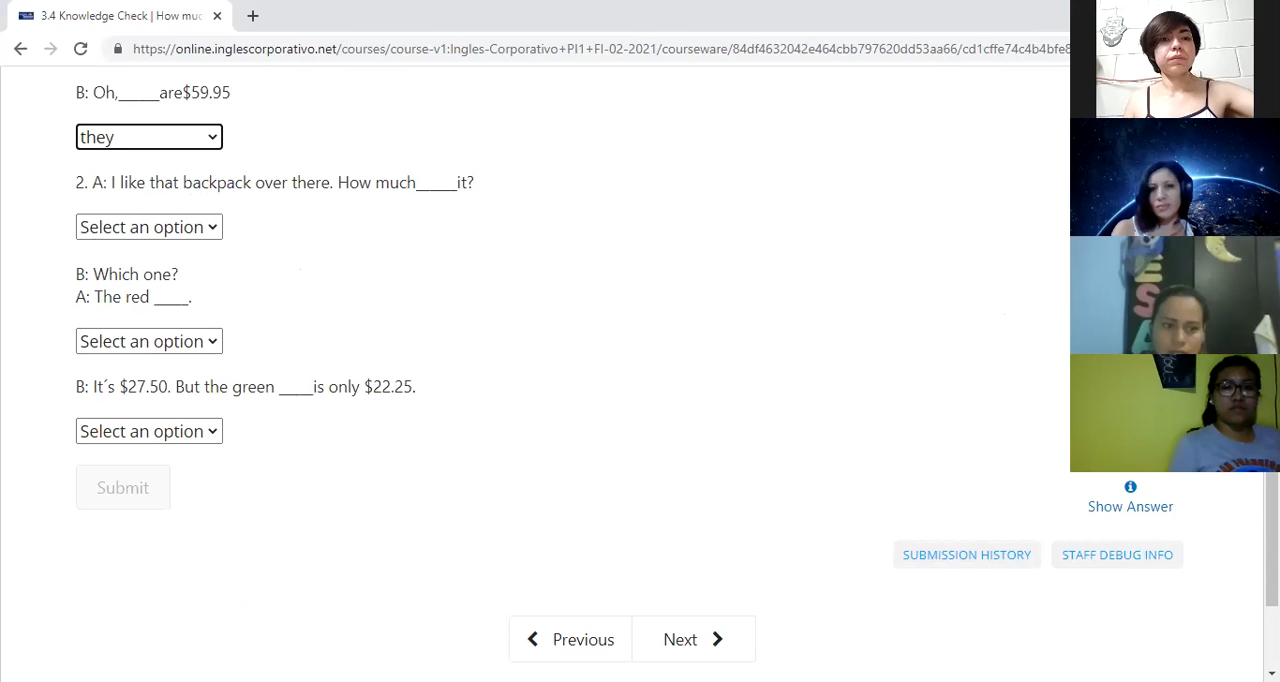 3.4 Knowledge Check | How muc
https://online.inglescorporativo.net/courses/course-v1:Ingles-Corporativo+PI1+FI-02-2021/courseware/84df4632042e464cbb797620dd53aa66/cd1cffe74c4b4bfe8
B: Oh,_____are$59.95
they
2. A: I like that backpack over there. How much_____it?
Select an option
B: Which one?
A: The red ____.
Select an option
B: It´s $27.50. But the green ____is only $22.25.
Select an option
Submit
Show Answer
SUBMISSION HISTORY
STAFF DEBUG INFO
Previous
Next